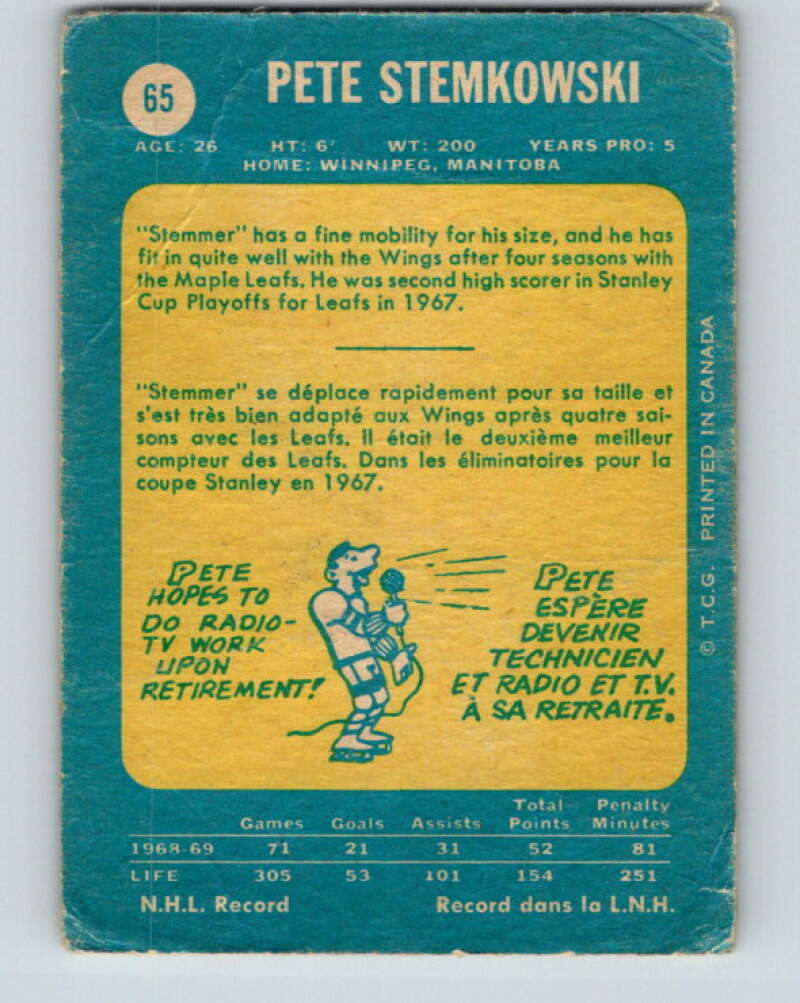 65
PETE STEMKOWSKI
AGE: 26 HT: 6' WT: 200 YEARS PRO: 5
HOME: WINNIPEG, MANITOBA
"Stemmer" has a fine mobility for his size, and he has
fit in quite well with the Wings after four seasons with
the Maple Leafs. He was second high scorer in Stanley
Cup Playoffs for Leafs in 1967.
"Stemmer" se déplace rapidement pour sa taille et
s'est très bien adapté aux Wings après quatre sai-
sons avec les Leafs. Il était le deuxième meilleur
compteur des Leafs. Dans les éliminatoires pour la
coupe Stanley en 1967.
PETE
HOPES TO
DO RADIO-
TV WORK
UPON
RETIREMENT!
PETE
ESPÈRE
DEVENIR
TECHNICIEN
ET RADIO ET T.V.
À SA RETRAITE.
© T.C.G. PRINTED IN CANADA
Games Goals Assists Total Points Penalty Minutes
1968-69 71 21 31 52 81
LIFE 305 53 101 154 251
N.H.L. Record Record dans la L.N.H.